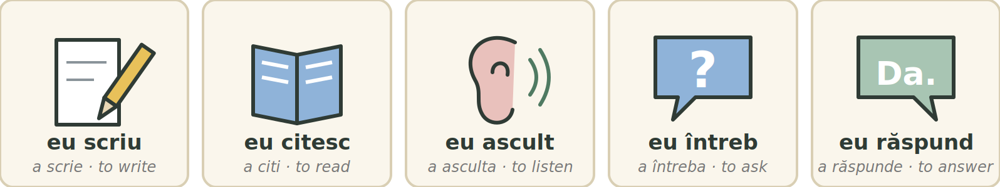 eu scriu
a scrie · to write
eu citesc
a citi · to read
eu ascult
a asculta · to listen
?
eu întreb
a întreba · to ask
Da.
eu răspund
a răspunde · to answer